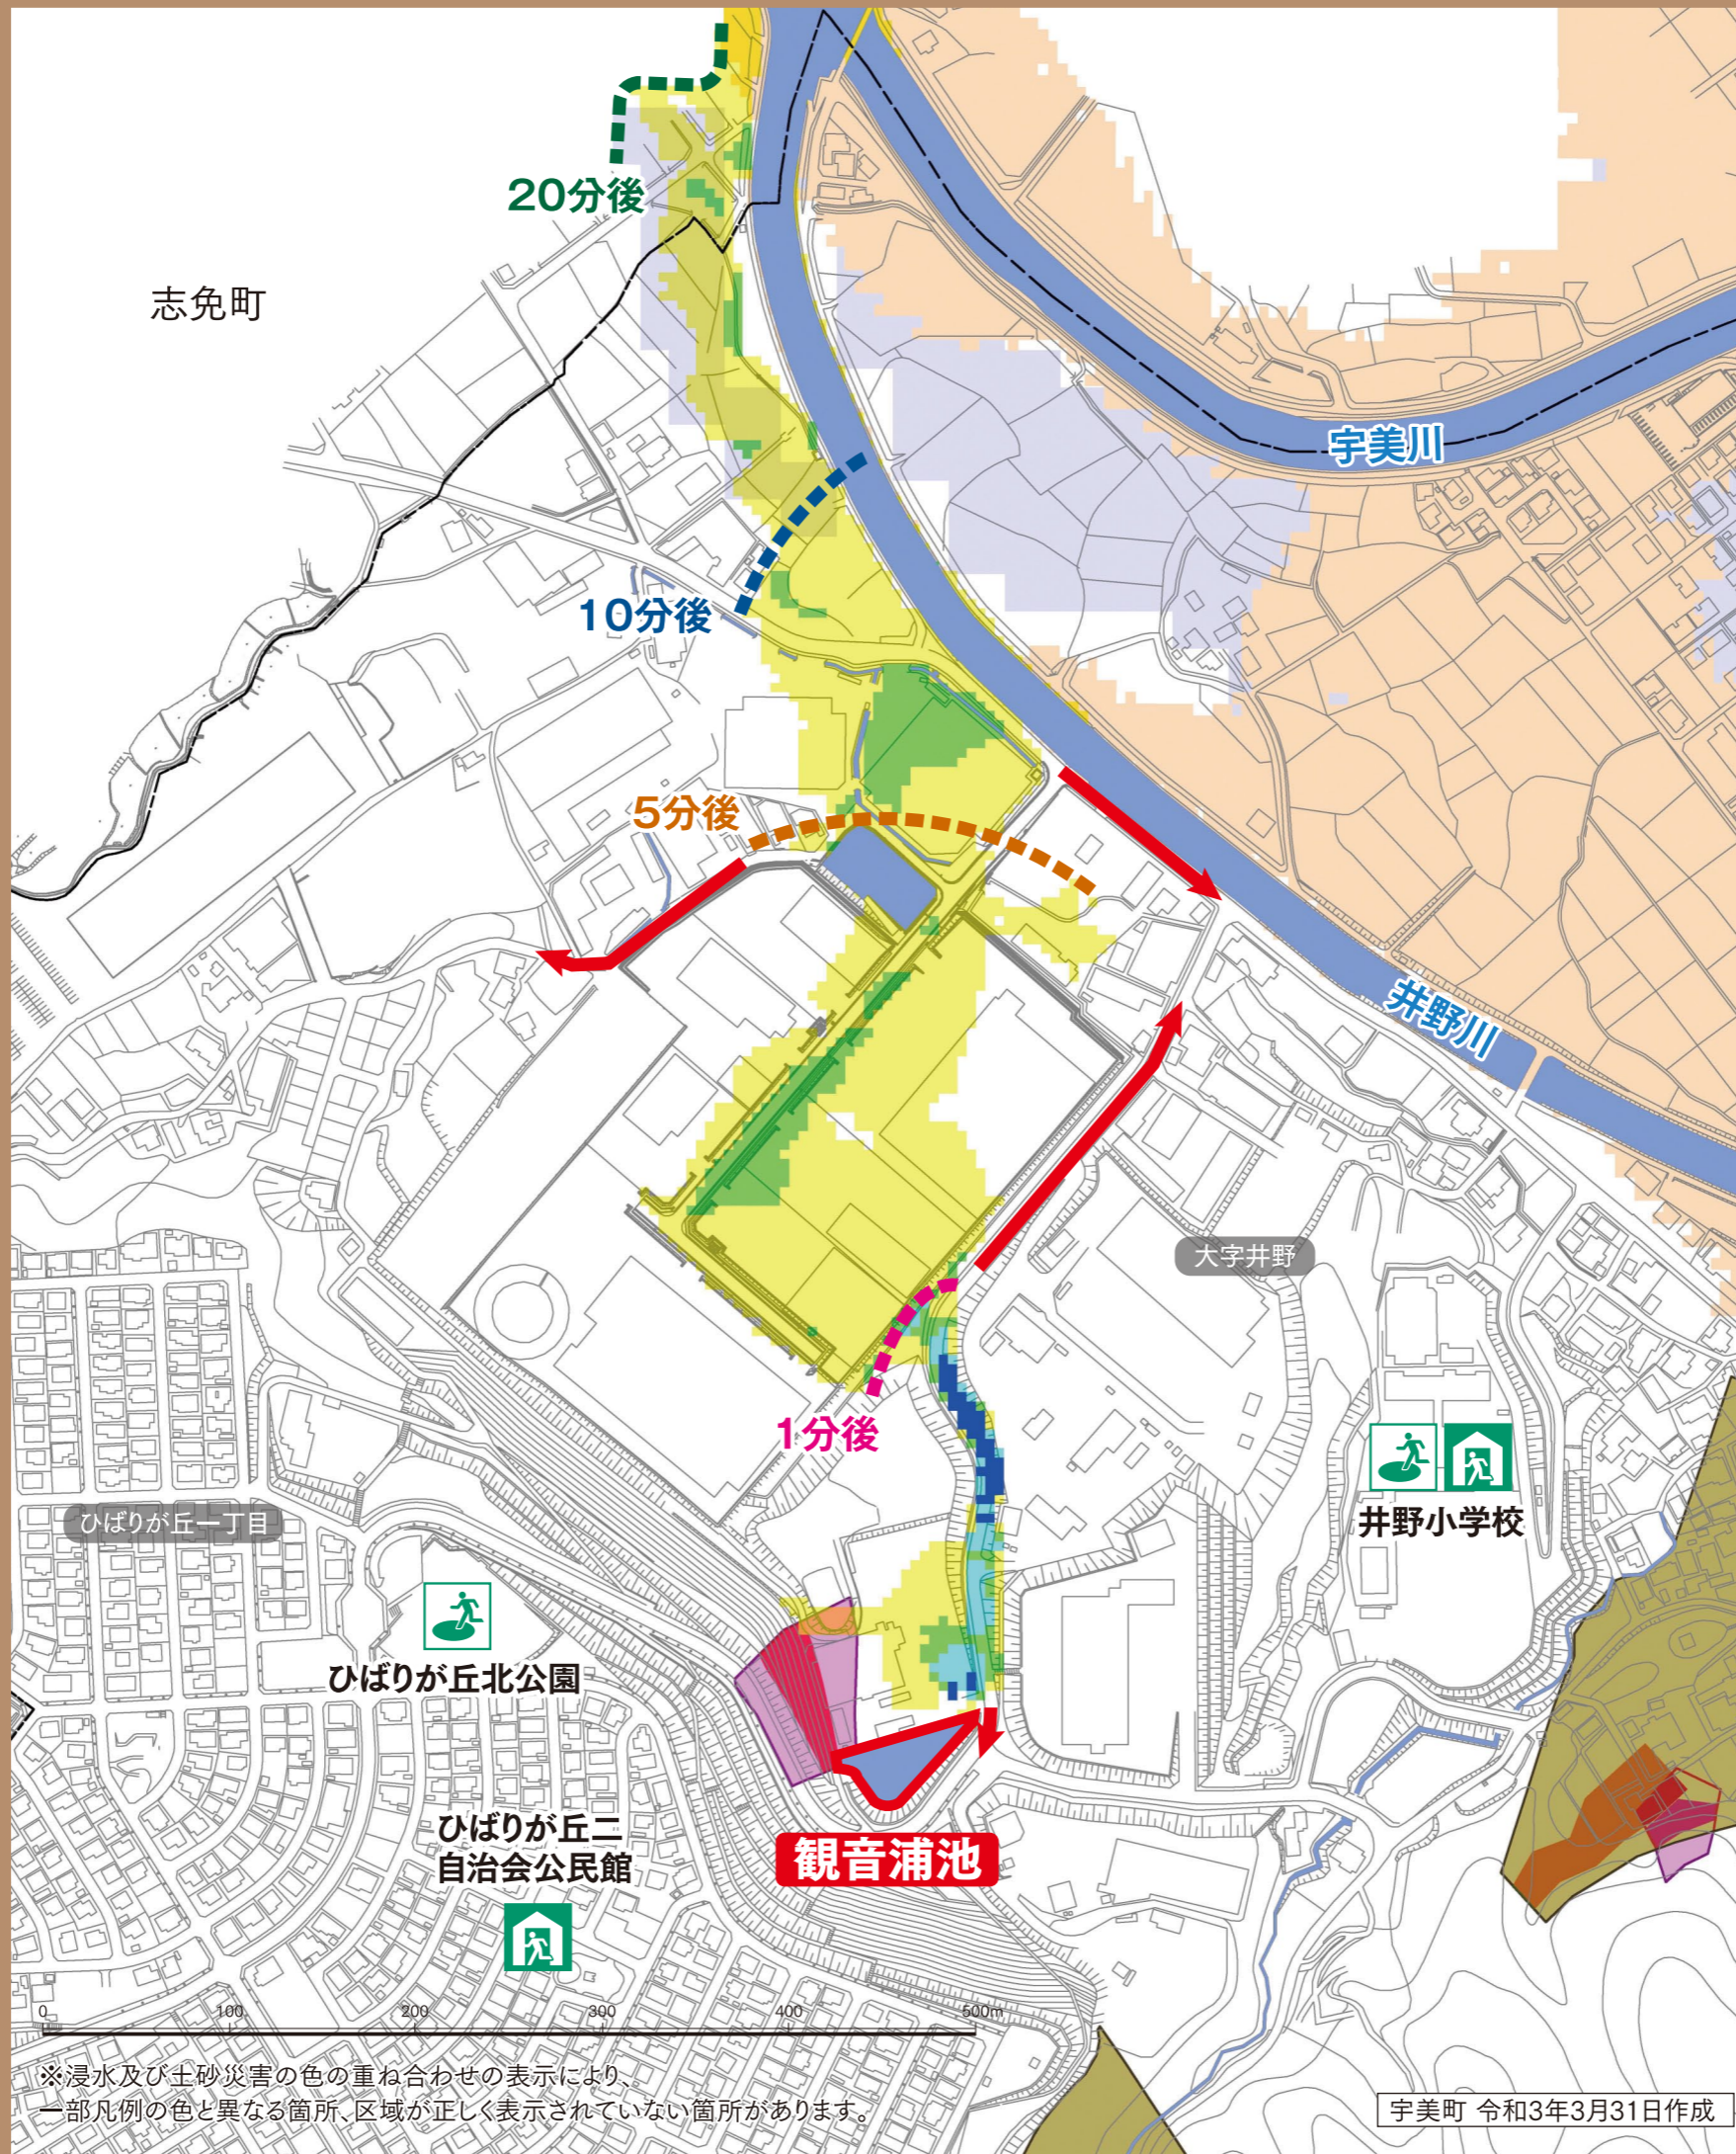 20分後
志免町
宇美川
10分後
5分後
井野川
大字井野
1分後
井野小学校
ひばりが丘一丁目
ひばりが丘北公園
ひばりが丘二
自治会公民館
観音浦池
0 100 200 300 400 500m
※浸水及び土砂災害の色の重ね合わせの表示により、
一部凡例の色と異なる箇所、区域が正しく表示されていない箇所があります。
宇美町 令和3年3月31日作成